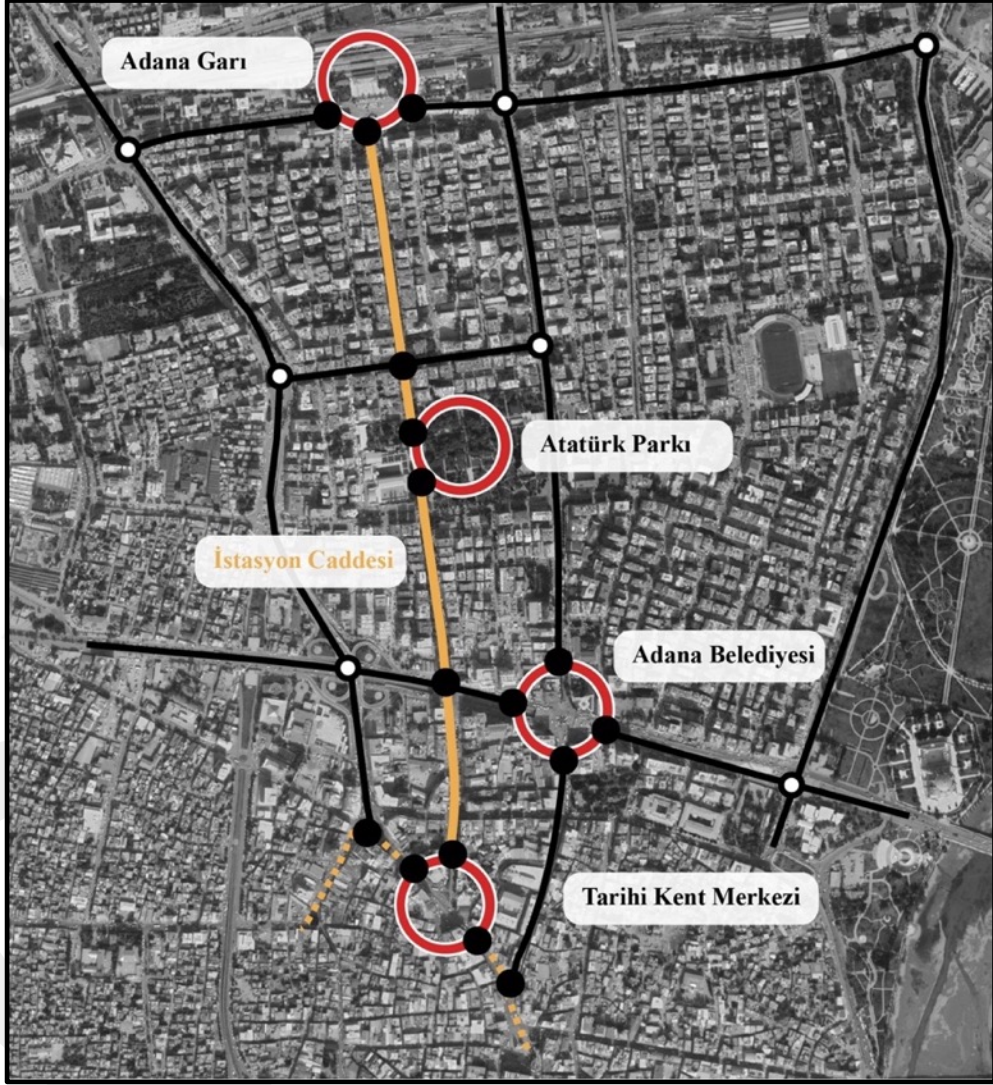 Adana Garı
Atatürk Parkı
İstasyon Caddesi
Adana Belediyesi
Tarihi Kent Merkezi